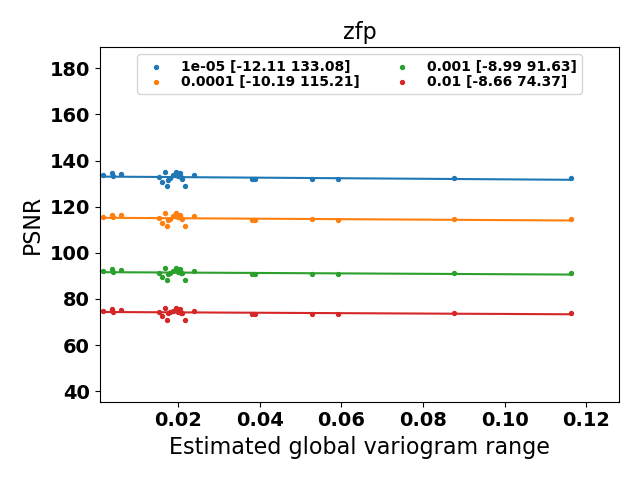 zfp
1e-05 [-12.11 133.08]
0.0001 [-10.19 115.21]
0.001 [-8.99 91.63]
0.01 [-8.66 74.37]
PSNR
180
160
140
120
100
80
60
40
0.02 0.04 0.06 0.08 0.10 0.12
Estimated global variogram range